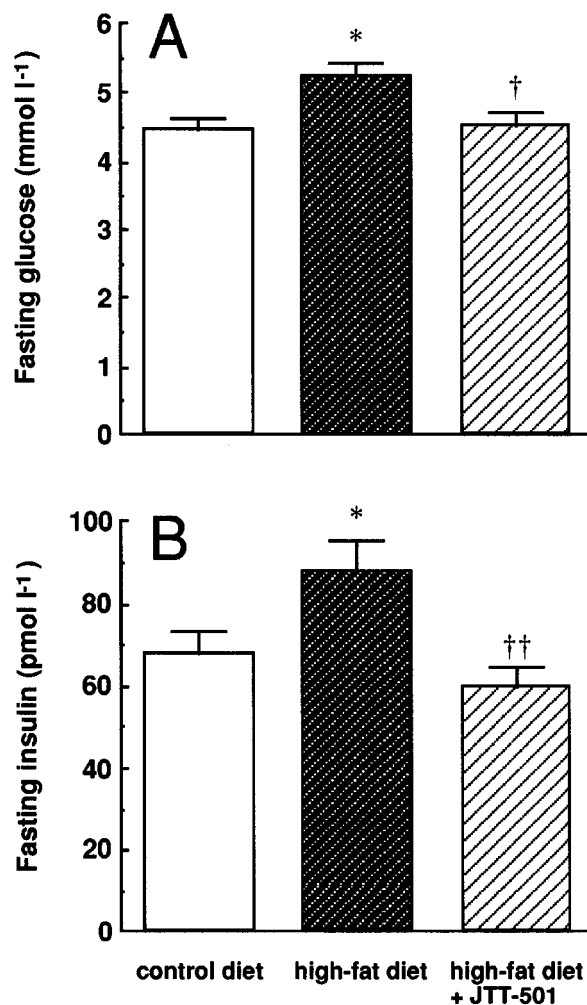 A
Fasting glucose (mmol l-1)
6
5
4
3
2
1
0
*
†
B
Fasting insulin (pmol l-1)
100
80
60
40
20
0
*
††
control diet
high-fat diet
high-fat diet
+ JTT-501